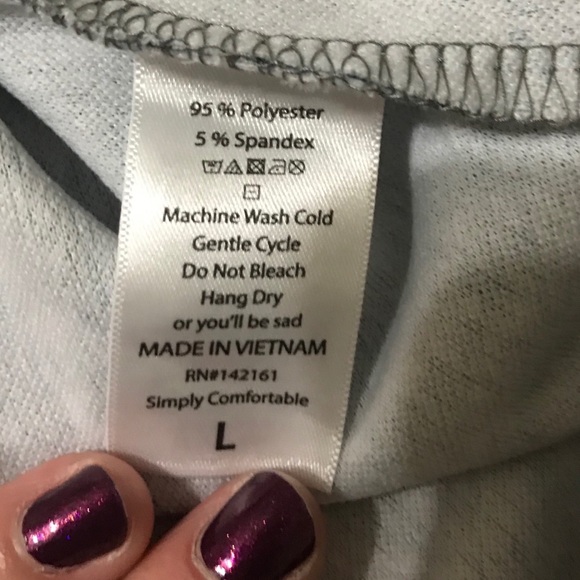 95 % Polyester
5 % Spandex
Machine Wash Cold
Gentle Cycle
Do Not Bleach
Hang Dry
or you'll be sad
MADE IN VIETNAM
RN#142161
Simply Comfortable
L